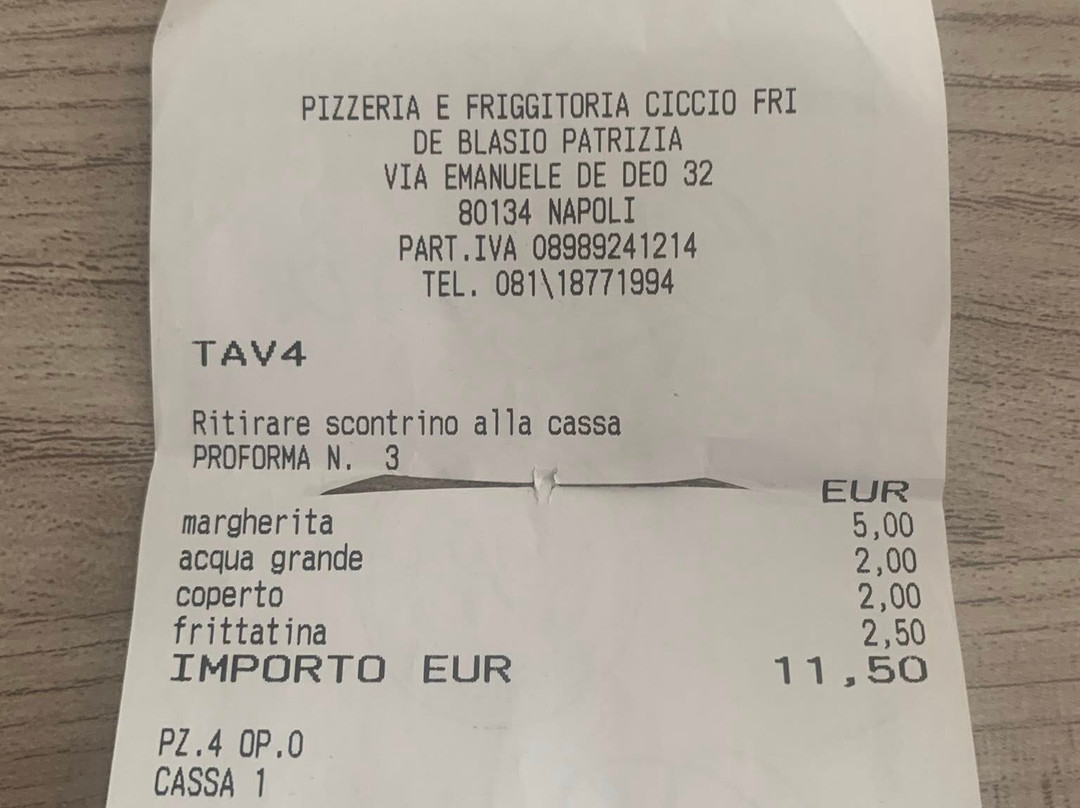 PIZZERIA E FRIGGITORIA CICCIO FRI
DE BLASIO PATRIZIA
VIA EMANUELE DE DEO 32
80134 NAPOLI
PART.IVA 08989241214
TEL. 081\18771994
TAV4
Ritirare scontrino alla cassa
PROFORMA N. 3
EUR
margherita 5,00
acqua grande 2,00
coperto 2,00
frittatina 2,50
IMPORTO EUR 11,50
PZ.4 OP.0
CASSA 1